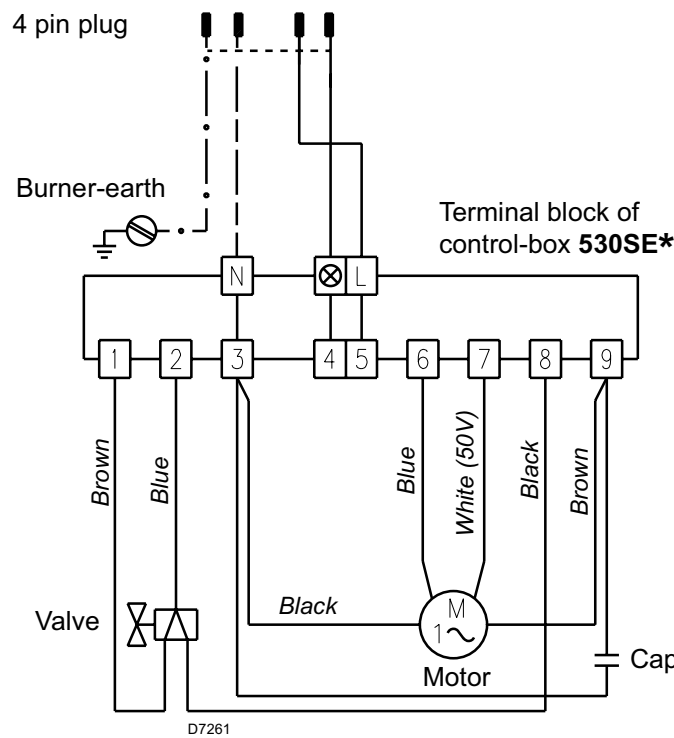 4 pin plug
Burner-earth
Terminal block of
control-box 530SE*
N
L
1
2
3
4
5
6
7
8
9
Brown
Blue
Blue
White (50V)
Black
Brown
Black
Valve
M
1~
Motor
Cap
D7261